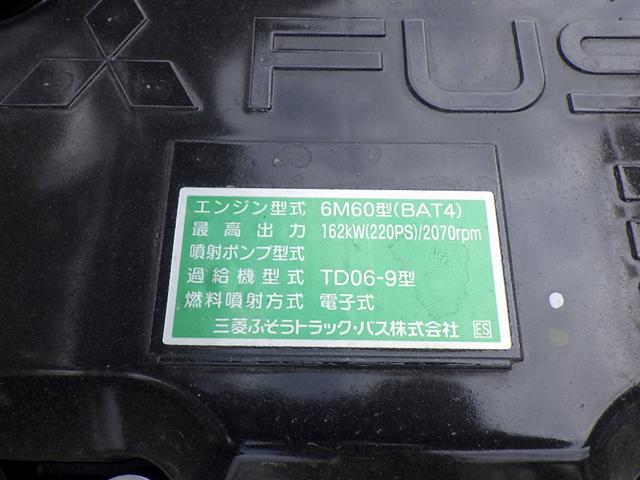 FUS
エンジン型式 6M60型(BAT4)
最高出力 162kW(220PS)/2070rpm
噴射ポンプ型式
過給機型式 TD06-9型
燃料噴射方式 電子式
三菱ふそうトラック・バス株式会社 ES